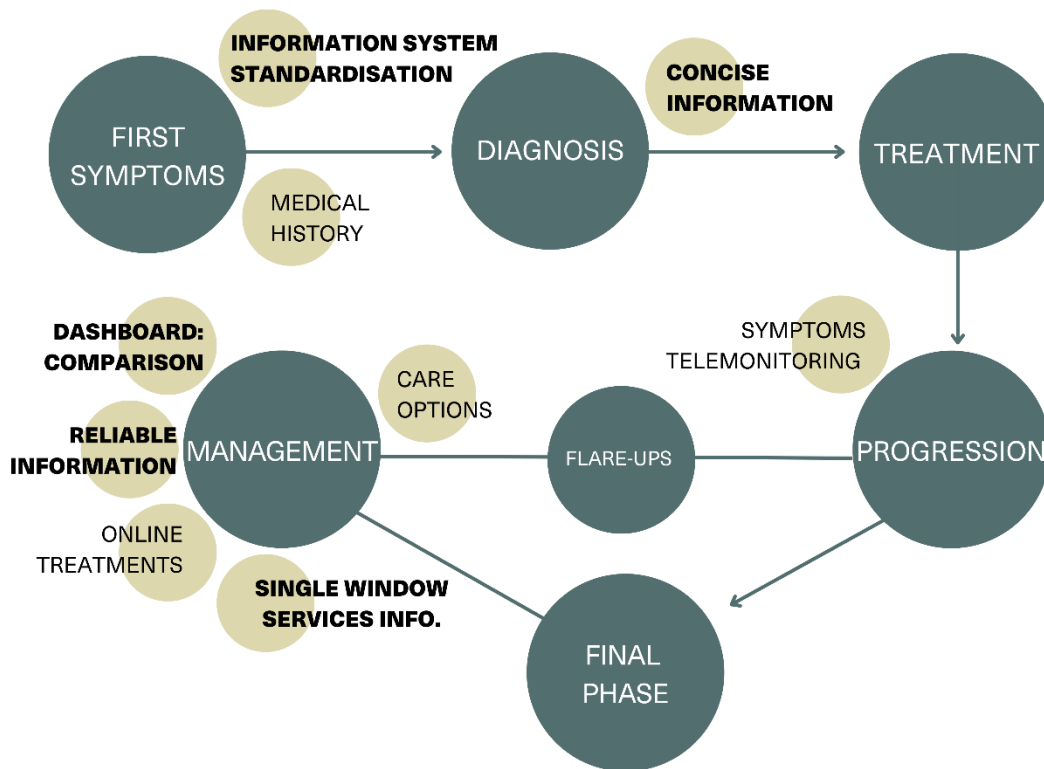 INFORMATION SYSTEM
STANDARDISATION
CONCISE
INFORMATION
FIRST
SYMPTOMS
DIAGNOSIS
TREATMENT
MEDICAL
HISTORY
DASHBOARD:
COMPARISON
SYMPTOMS
TELEMONITORING
CARE
OPTIONS
RELIABLE
INFORMATION
MANAGEMENT
FLARE-UPS
PROGRESSION
ONLINE
TREATMENTS
SINGLE WINDOW
SERVICES INFO.
FINAL
PHASE